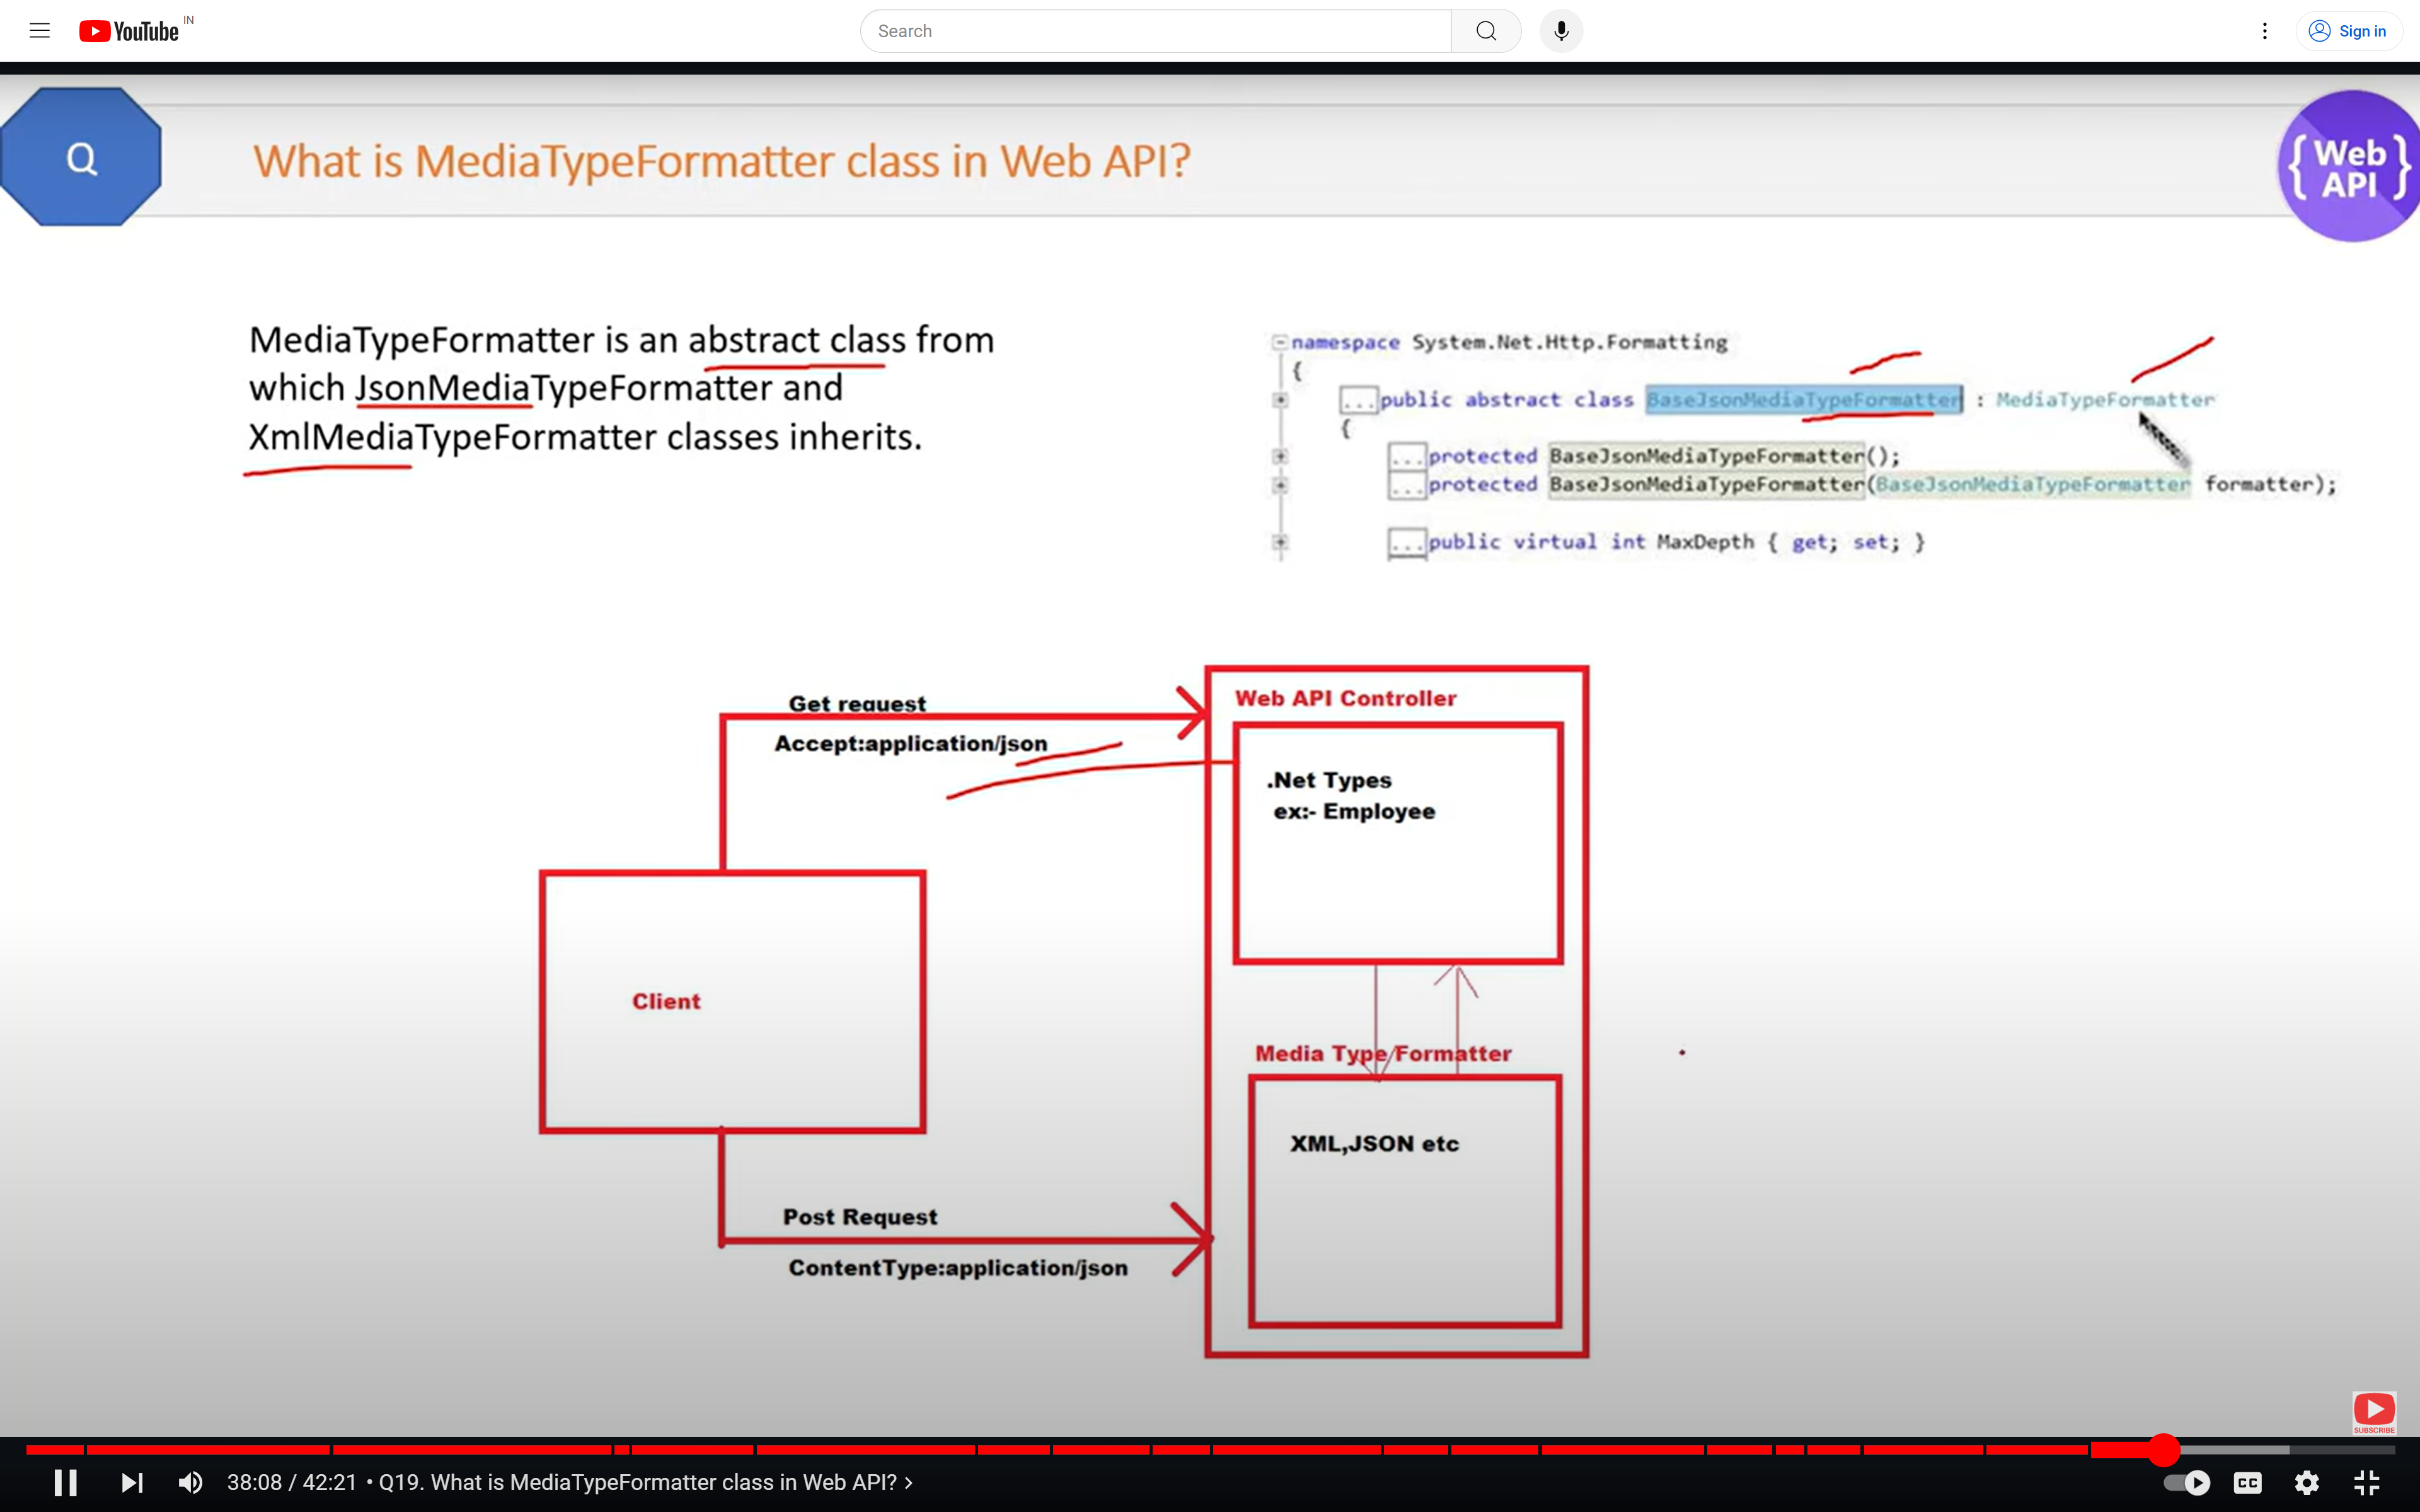 YouTube IN
Search
Sign in
Q
What is MediaTypeFormatter class in Web API?
{ Web API }
MediaTypeFormatter is an abstract class from
which JsonMediaTypeFormatter and
XmlMediaTypeFormatter classes inherits.
namespace System.Net.Http.Formatting
{
...public abstract class BaseJsonMediaTypeFormatter : MediaTypeFormatter
{
...protected BaseJsonMediaTypeFormatter();
...protected BaseJsonMediaTypeFormatter(BaseJsonMediaTypeFormatter formatter);
...public virtual int MaxDepth { get; set; }
Get request
Accept:application/json
Web API Controller
.Net Types
ex:- Employee
Client
Media Type Formatter
XML,JSON etc
Post Request
ContentType:application/json
SUBSCRIBE
38:08 / 42:21 • Q19. What is MediaTypeFormatter class in Web API? >
CC